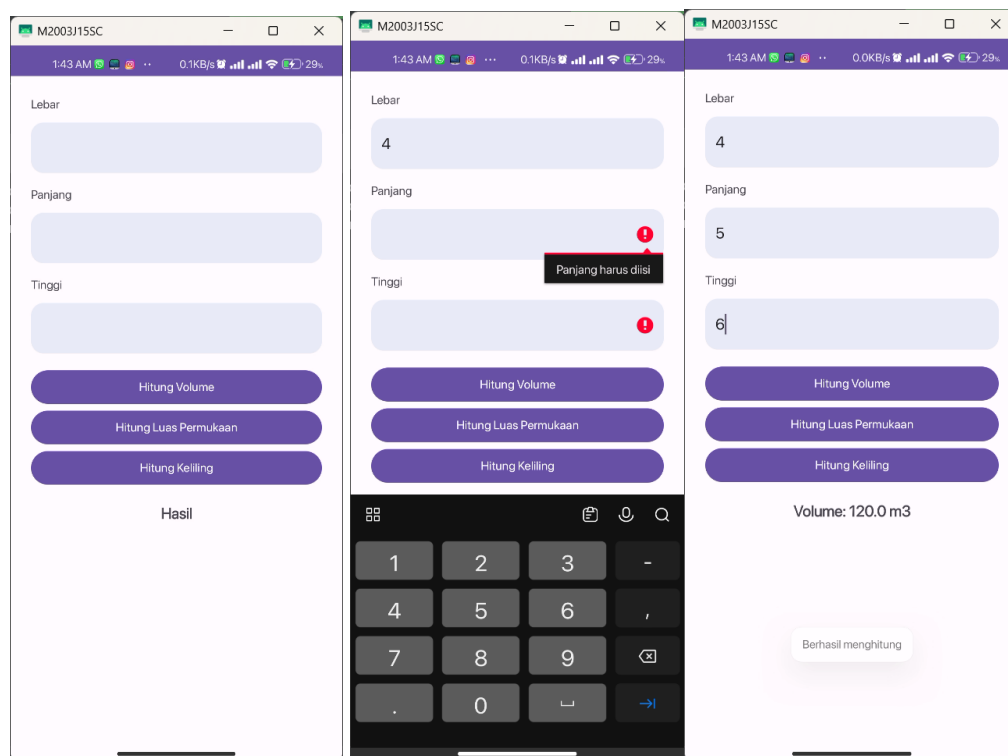 M2003J15SC
1:43 AM 0.1KB/s 29%
Lebar
Panjang
Tinggi
Hitung Volume
Hitung Luas Permukaan
Hitung Keliling
Hasil
M2003J15SC
1:43 AM 0.1KB/s 29%
Lebar
4
Panjang
Panjang harus diisi
Tinggi
Hitung Volume
Hitung Luas Permukaan
Hitung Keliling
1 2 3 -
4 5 6 ,
7 8 9
. 0
M2003J15SC
1:43 AM 0.0KB/s 29%
Lebar
4
Panjang
5
Tinggi
6
Hitung Volume
Hitung Luas Permukaan
Hitung Keliling
Volume: 120.0 m3
Berhasil menghitung